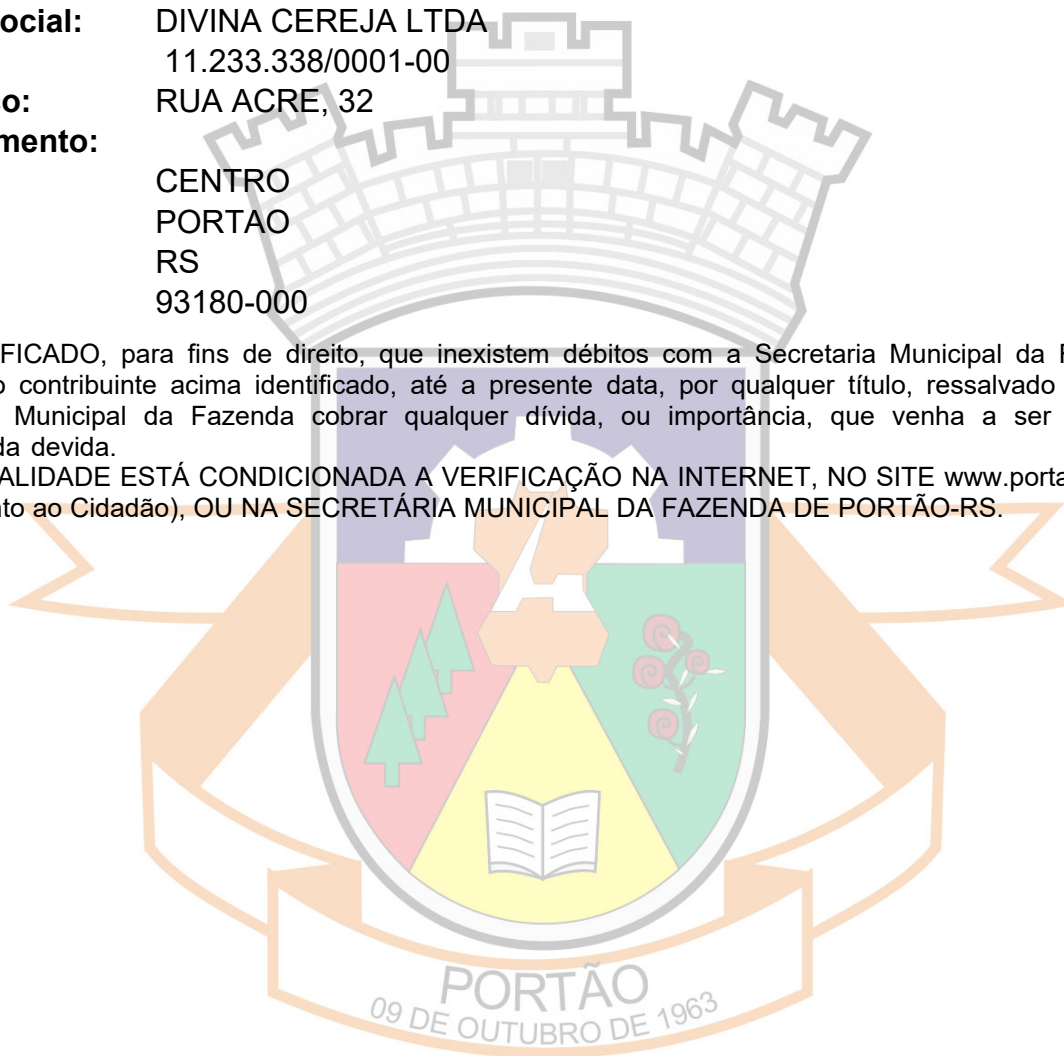 ocial: DIVINA CEREJA LTDA
11.233.338/0001-00
o: RUA ACRE, 32
mento:
CENTRO
PORTAO
RS
93180-000
FICADO, para fins de direito, que inexistem débitos com a Secretaria Municipal da F
o contribuinte acima identificado, até a presente data, por qualquer título, ressalvado
Municipal da Fazenda cobrar qualquer dívida, ou importância, que venha a ser
da devida.
ALIDADE ESTÁ CONDICIONADA A VERIFICAÇÃO NA INTERNET, NO SITE www.porta
to ao Cidadão), OU NA SECRETÁRIA MUNICIPAL DA FAZENDA DE PORTÃO-RS.
PORTÃO
09 DE OUTUBRO DE 1963